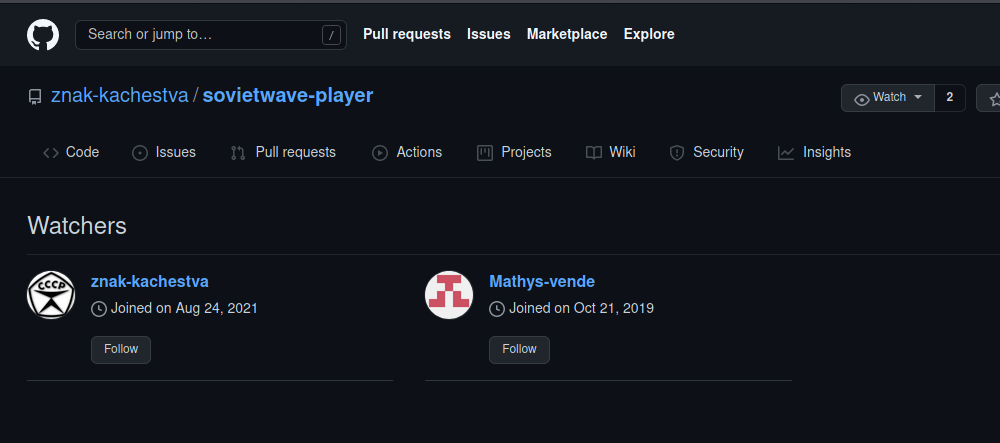 Search or jump to… /
Pull requests Issues Marketplace Explore
znak-kachestva / sovietwave-player
Watch 2
Code Issues Pull requests Actions Projects Wiki Security Insights
Watchers
СССР
znak-kachestva
Joined on Aug 24, 2021
Follow
Mathys-vende
Joined on Oct 21, 2019
Follow